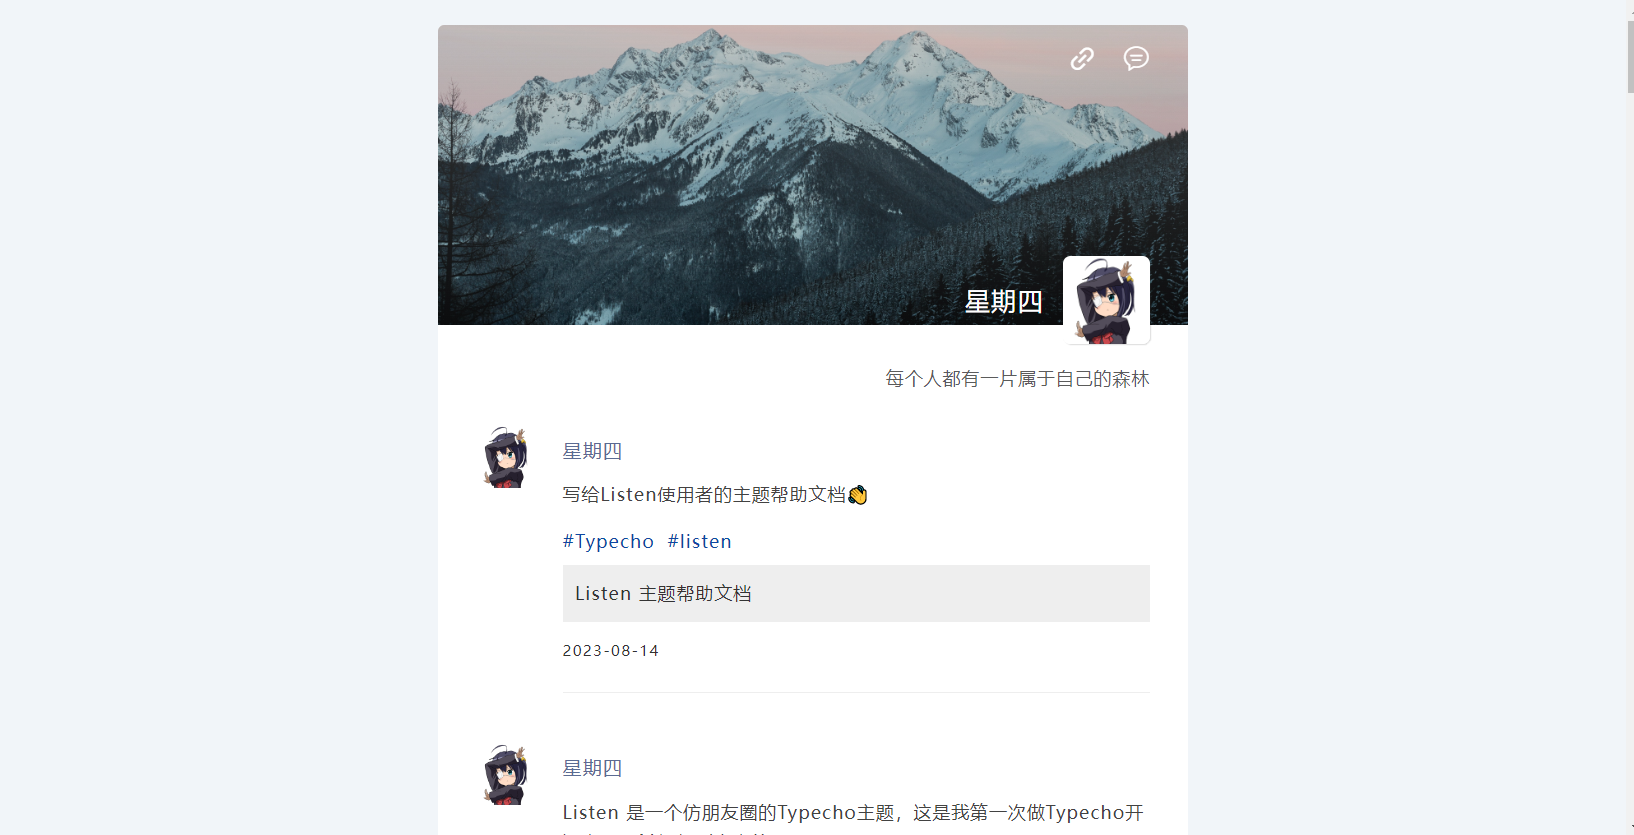 星期四
每个人都有一片属于自己的森林
星期四
写给Listen使用者的主题帮助文档👏
#Typecho #listen
Listen 主题帮助文档
2023-08-14
星期四
Listen 是一个仿朋友圈的Typecho主题，这是我第一次做Typecho开